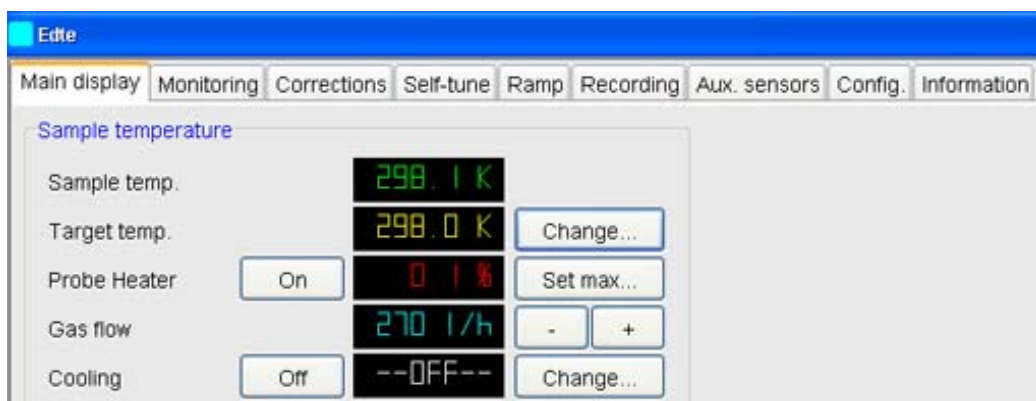 Edte
Main display Monitoring Corrections Self-tune Ramp Recording Aux. sensors Config. Information
Sample temperature
Sample temp. 298.1 K
Target temp. 298.0 K Change...
Probe Heater On 0 1% Set max...
Gas flow 270 l/h - +
Cooling Off --OFF-- Change...